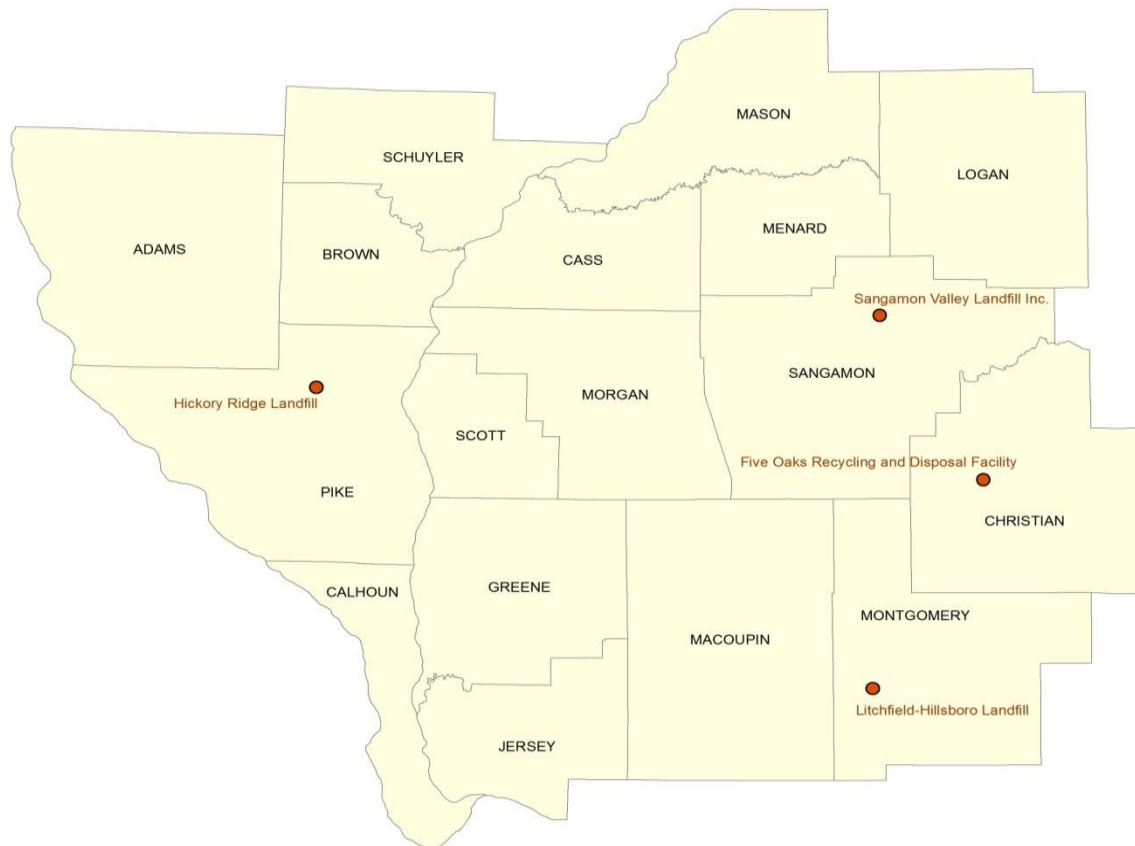 MASON
SCHUYLER
LOGAN
MENARD
ADAMS
BROWN
CASS
Sangamon Valley Landfill Inc.
SANGAMON
MORGAN
Hickory Ridge Landfill
SCOTT
Five Oaks Recycling and Disposal Facility
PIKE
CHRISTIAN
GREENE
CALHOUN
MONTGOMERY
MACOUPIN
Litchfield-Hillsboro Landfill
JERSEY